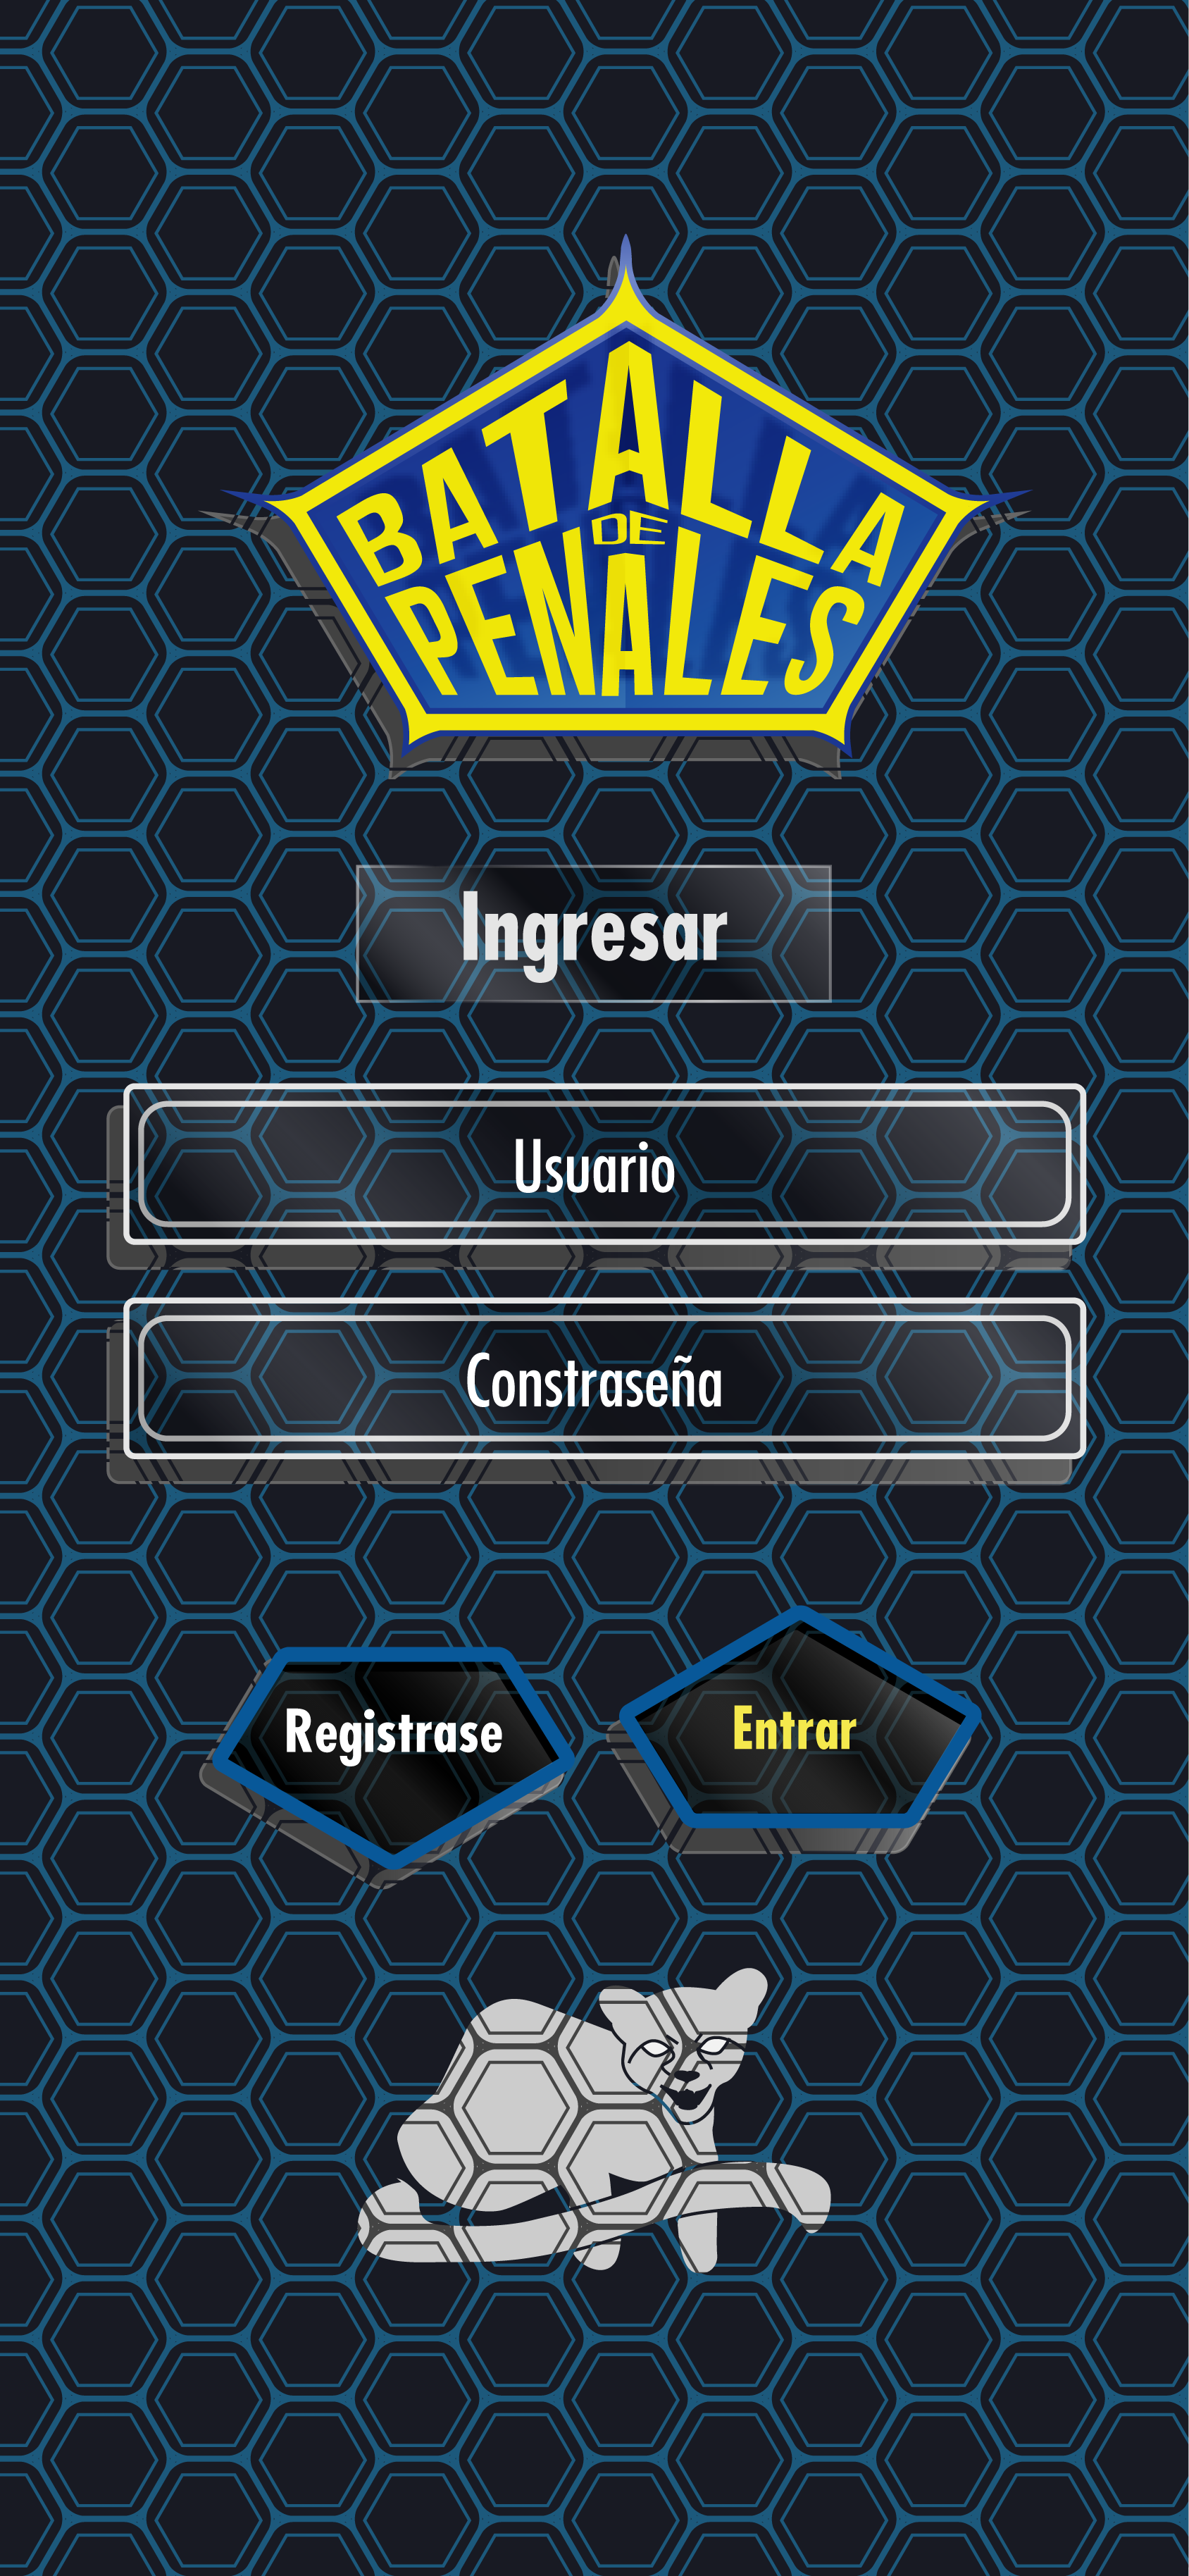 BATALLA
DE
PENALES
Ingresar
Usuario
Constraseña
Registrase
Entrar